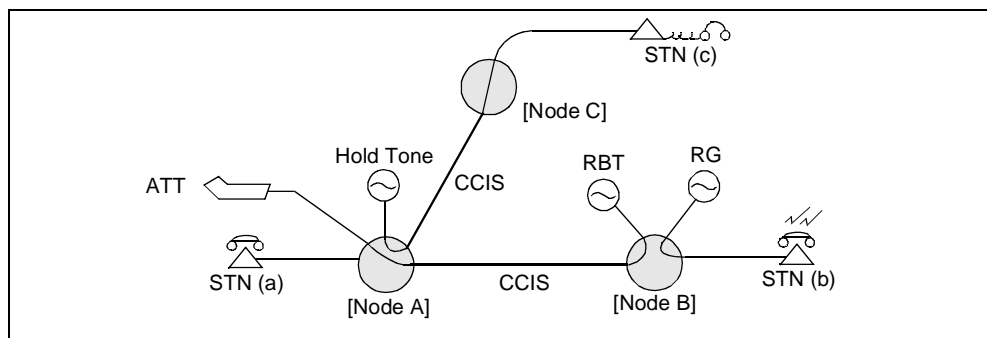 STN (c)
[Node C]
Hold Tone
RBT
RG
ATT
CCIS
STN (a)
[Node A]
CCIS
[Node B]
STN (b)